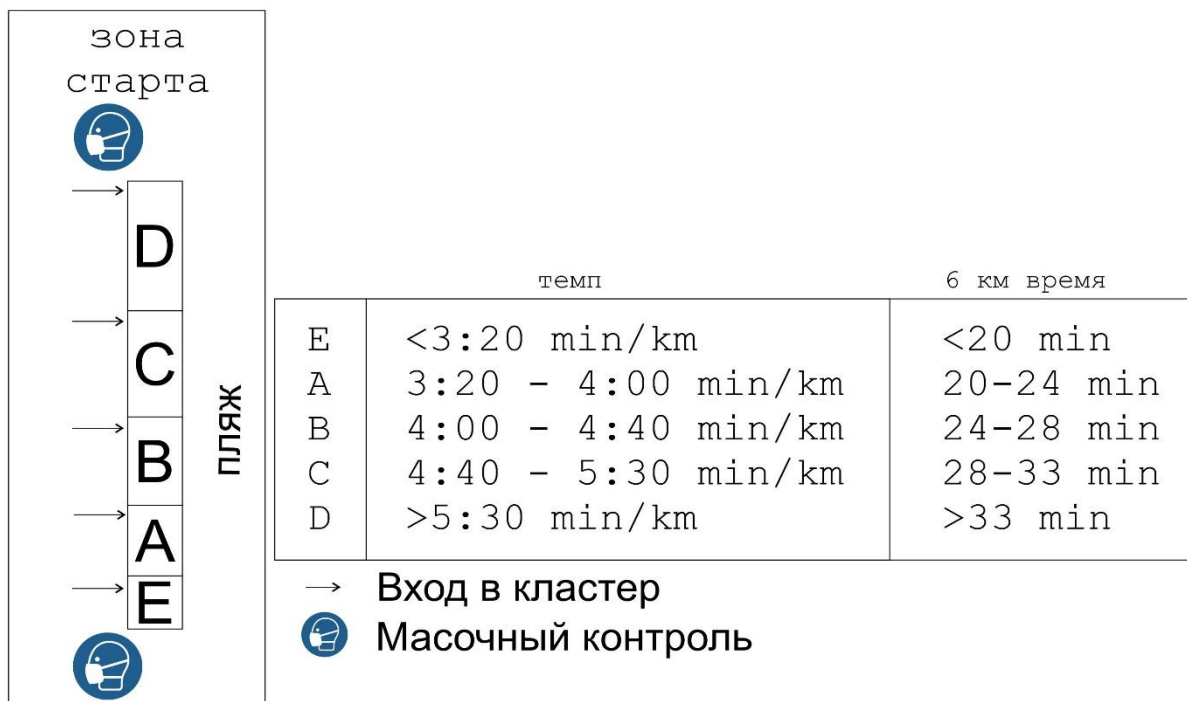 зона
старта
D
C
B
A
E
пляж
темп 6 км время
E <3:20 min/km <20 min
A 3:20 - 4:00 min/km 20-24 min
B 4:00 - 4:40 min/km 24-28 min
C 4:40 - 5:30 min/km 28-33 min
D >5:30 min/km >33 min
→ Вход в кластер
Масочный контроль